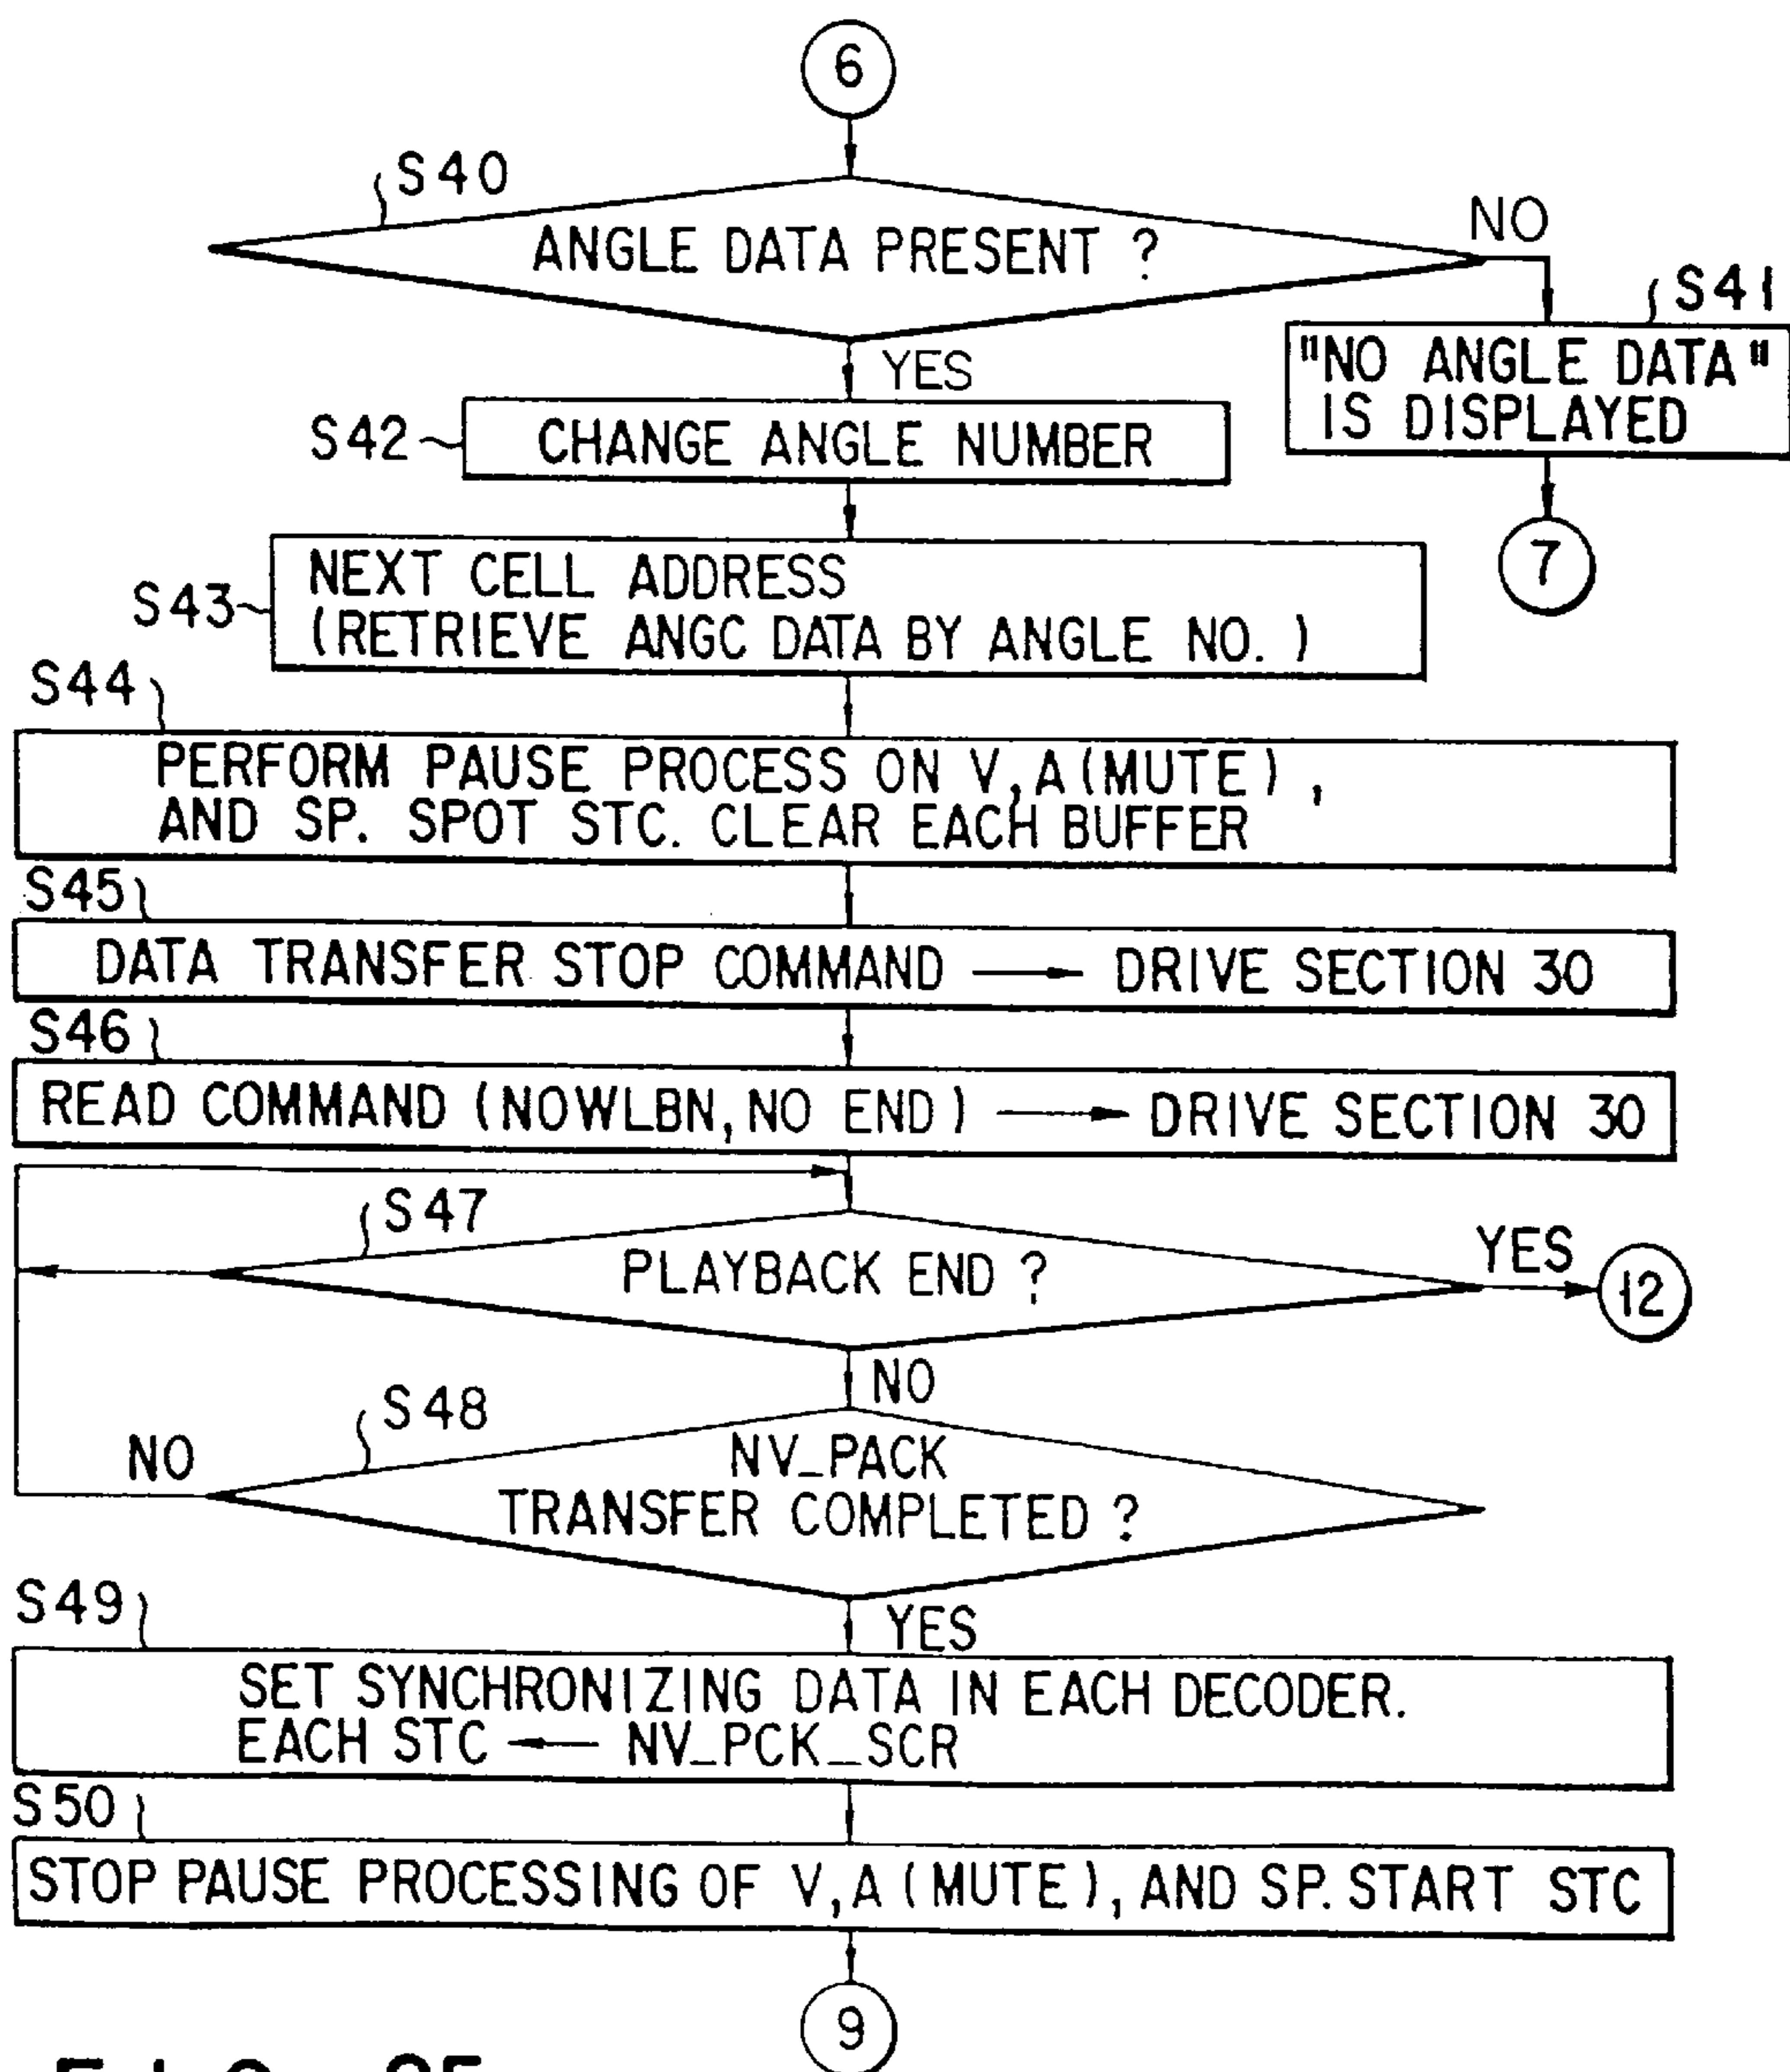 6
S40
ANGLE DATA PRESENT ?
NO
S41
"NO ANGLE DATA"
IS DISPLAYED
7
YES
S42
CHANGE ANGLE NUMBER
S43
NEXT CELL ADDRESS
(RETRIEVE ANGC DATA BY ANGLE NO. )
S44
PERFORM PAUSE PROCESS ON V,A(MUTE) ,
AND SP. SPOT STC. CLEAR EACH BUFFER
S45
DATA TRANSFER STOP COMMAND → DRIVE SECTION 30
S46
READ COMMAND (NOWLBN, NO END) → DRIVE SECTION 30
S47
PLAYBACK END ?
YES
12
NO
S48
NO
NV_PACK
TRANSFER COMPLETED ?
YES
S49
SET SYNCHRONIZING DATA IN EACH DECODER.
EACH STC ← NV_PCK_SCR
S50
STOP PAUSE PROCESSING OF V,A (MUTE), AND SP. START STC
9